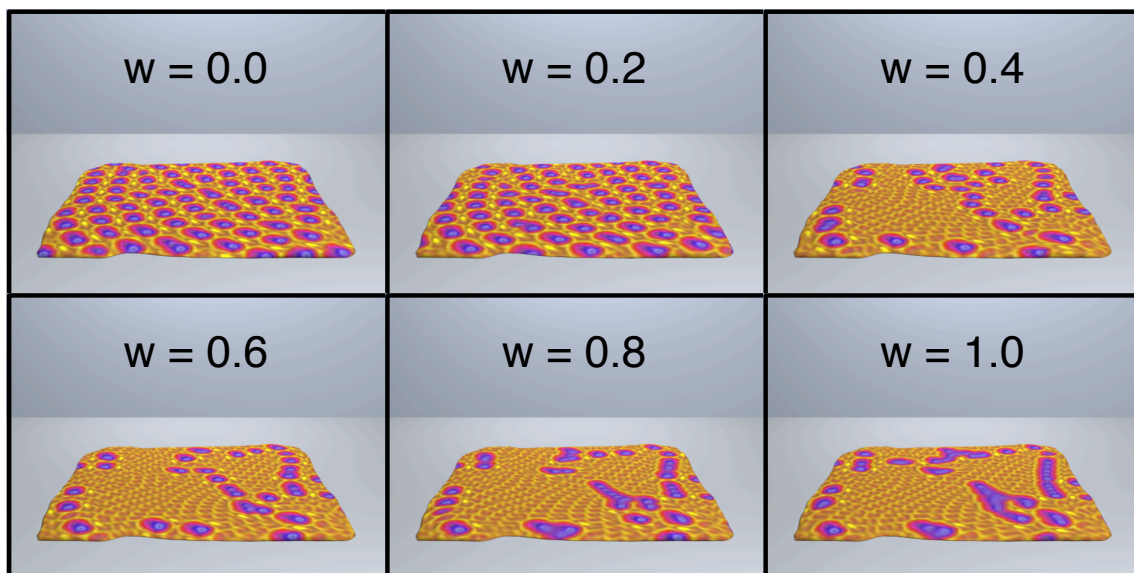 w = 0.0
w = 0.2
w = 0.4
w = 0.6
w = 0.8
w = 1.0